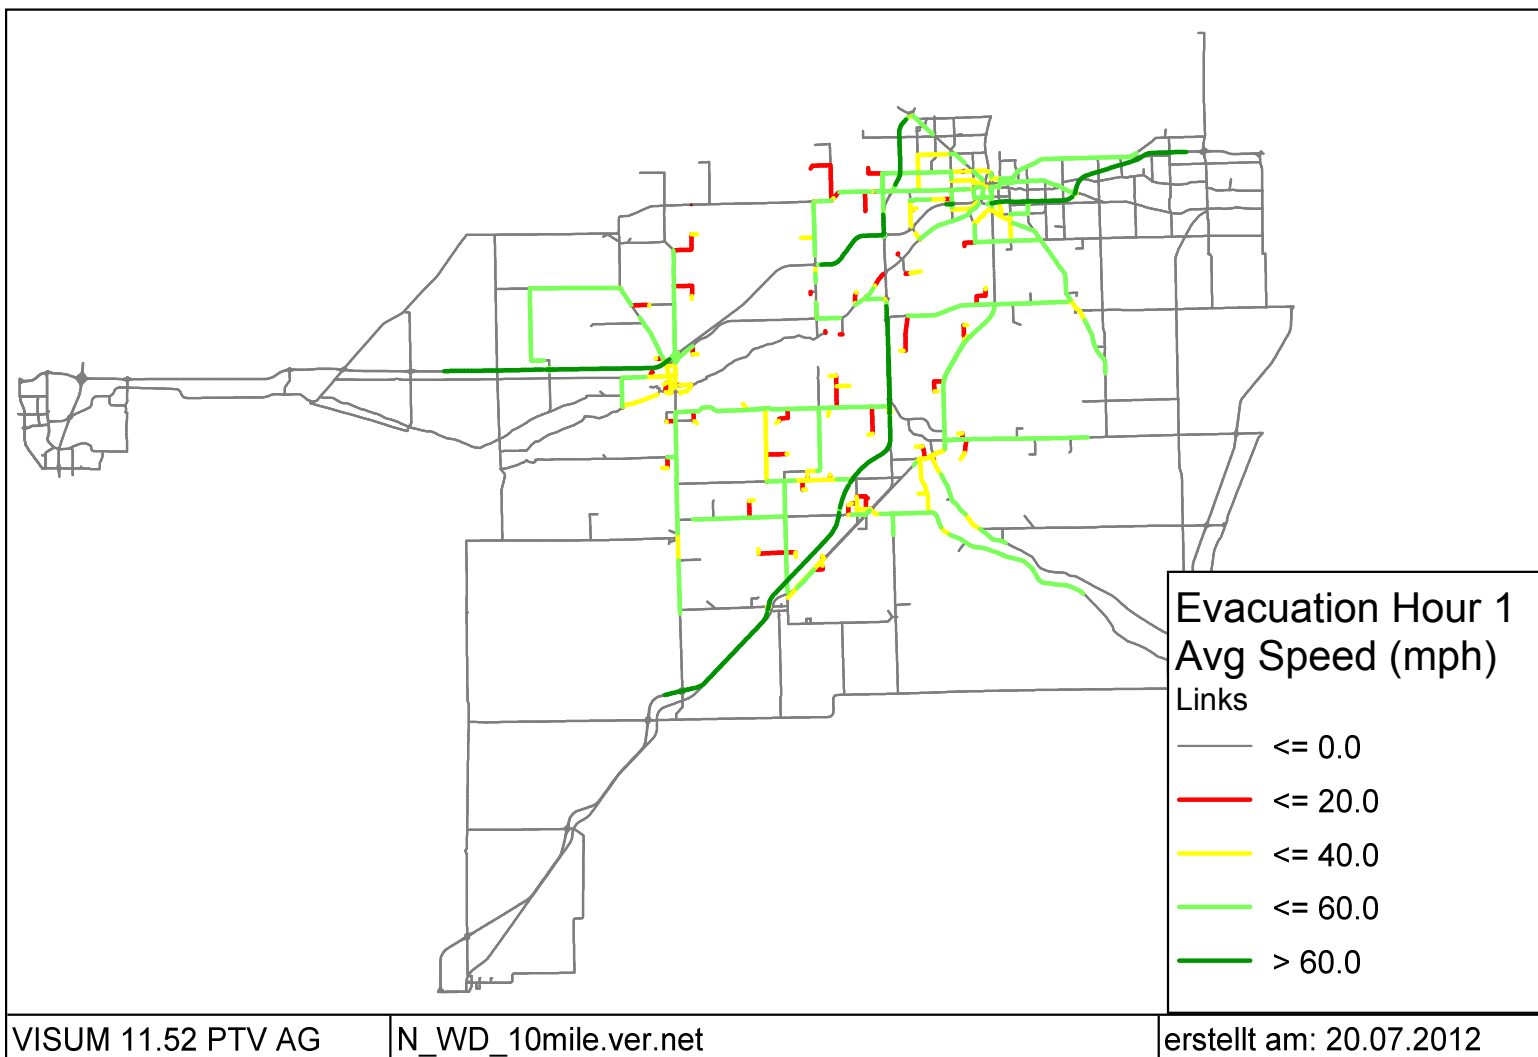 Evacuation Hour 1
Avg Speed (mph)
Links
<= 0.0
<= 20.0
<= 40.0
<= 60.0
> 60.0
VISUM 11.52 PTV AG
N_WD_10mile.ver.net
erstellt am: 20.07.2012